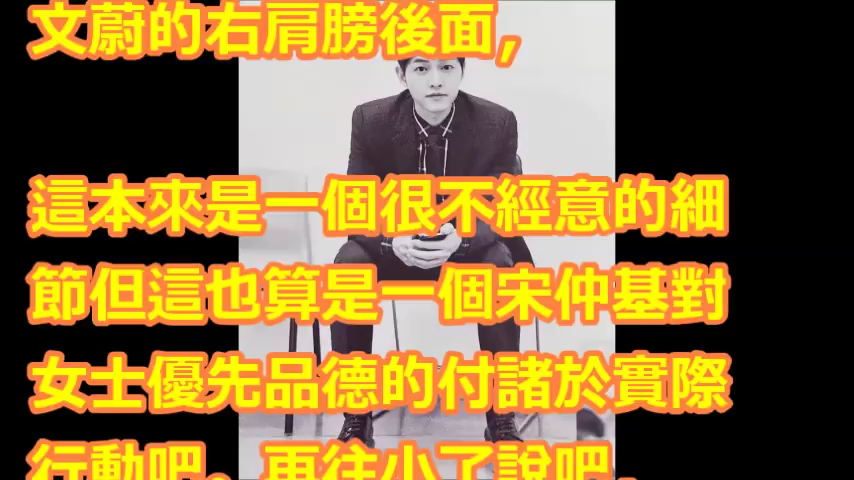 文蔚的右肩膀後面，
這本來是一個很不經意的細
節但這也算是一個宋仲基對
女士優先品德的付諸於實際
行動吧。再往小了說吧，